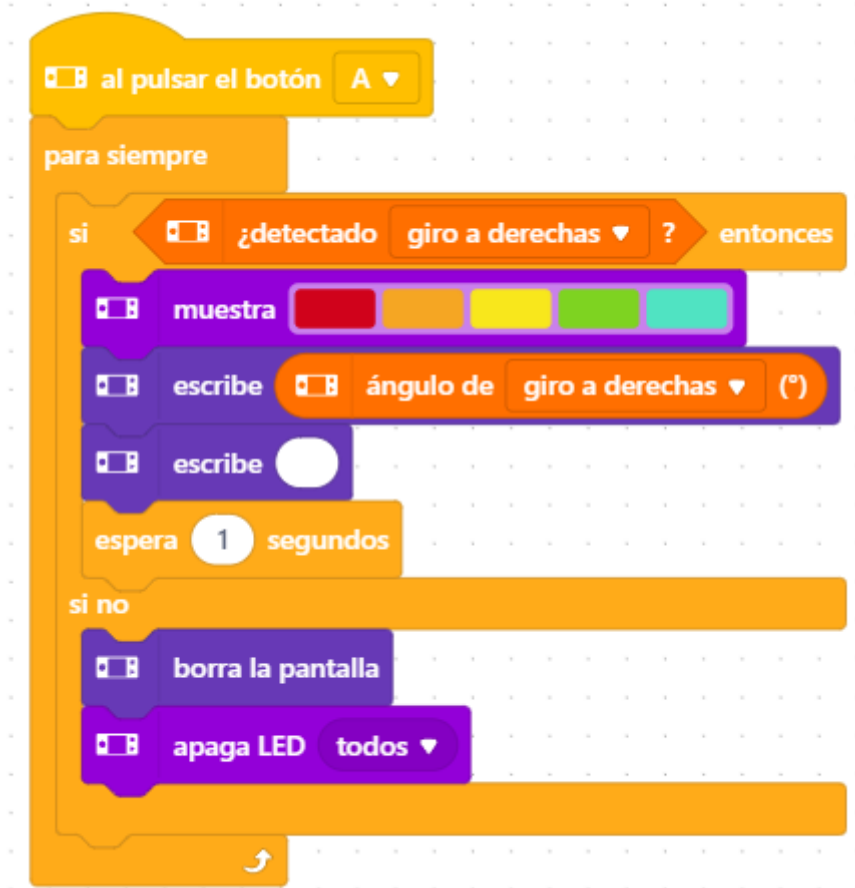 al pulsar el botón A
para siempre
si ¿detectado giro a derechas ? entonces
muestra
escribe ángulo de giro a derechas (°)
escribe
espera 1 segundos
si no
borra la pantalla
apaga LED todos